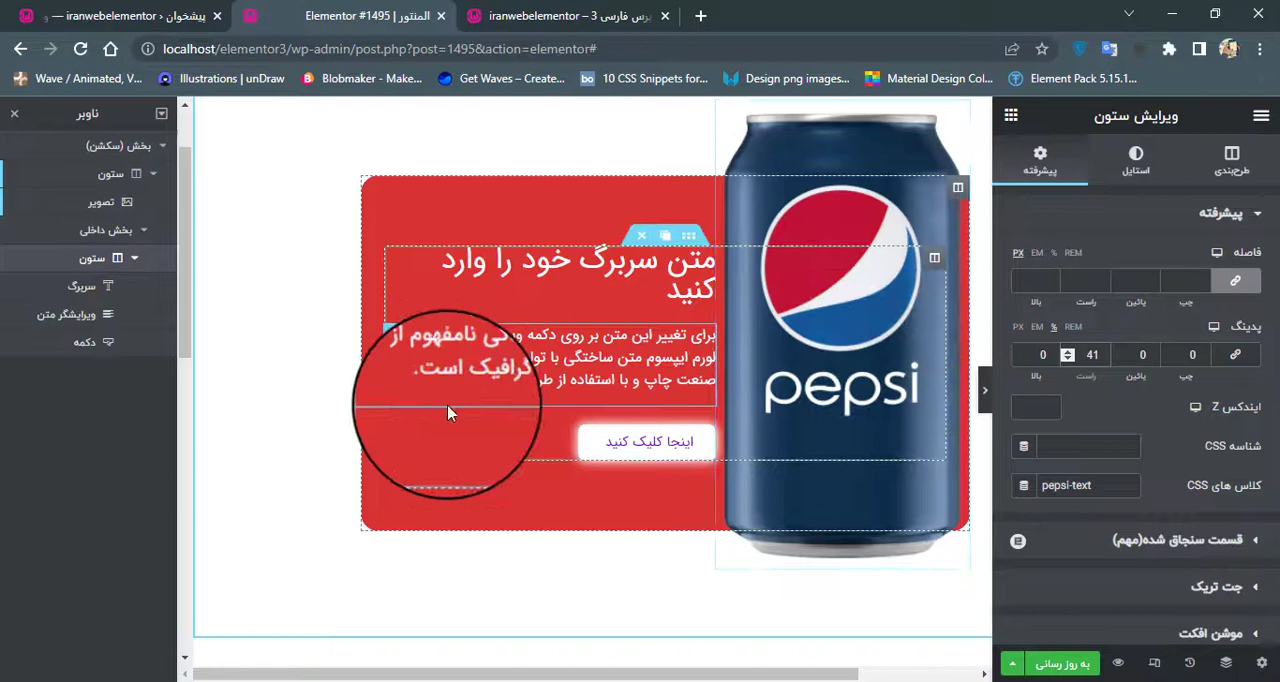 iranwebelementor ‹ پیشخوان — و
Elementor #1495 | المنتور
iranwebelementor – 3 پرس فارسی
localhost/elementor3/wp-admin/post.php?post=1495&action=elementor#
Wave / Animated, V...
Illustrations | unDraw
Blobmaker - Make...
Get Waves – Create...
10 CSS Snippets for...
Design png images...
Material Design Col...
Element Pack 5.15.1...
ناوبر
بخش (سکشن)
ستون
تصویر
بخش داخلی
ستون
سربرگ
ویرایشگر متن
دکمه
متن سربرگ خود را وارد
کنید
برای تغییر این متن بر روی دکمه
لورم ایپسوم متن ساختگی با
صنعت چاپ و با استفاده از
نامفهوم از
گرافیک است.
اینجا کلیک کنید
pepsi
ویرایش ستون
طرح‌بندی
استایل
پیشرفته
پیشرفته
فاصله
PX EM % REM
بالا راست پائین چپ
پدینگ
PX EM % REM
0 41 0 0
بالا راست پائین چپ
ایندکس Z
شناسه CSS
کلاس های CSS
pepsi-text
قسمت سنجاق شده(مهم)
جت تریک
موشن افکت
به روز رسانی